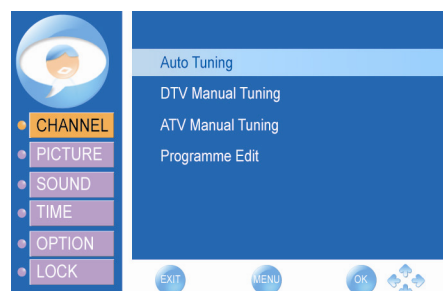 CHANNEL
PICTURE
SOUND
TIME
OPTION
LOCK
Auto Tuning
DTV Manual Tuning
ATV Manual Tuning
Programme Edit
EXIT MENU OK